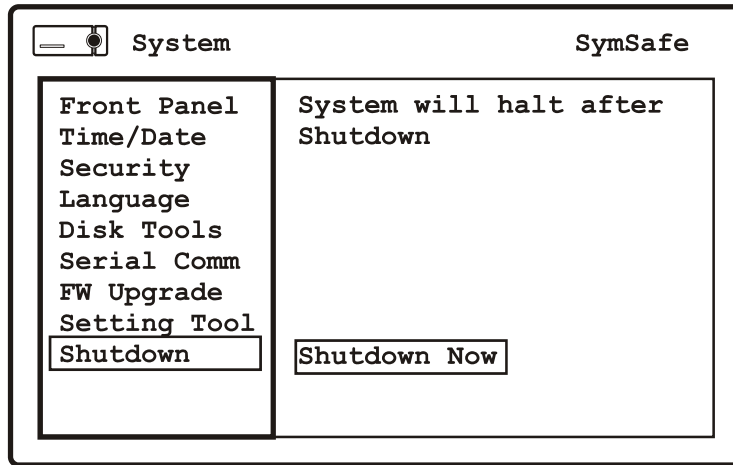 System SymSafe
Front Panel
Time/Date
Security
Language
Disk Tools
Serial Comm
FW Upgrade
Setting Tool
Shutdown
System will halt after
Shutdown
Shutdown Now